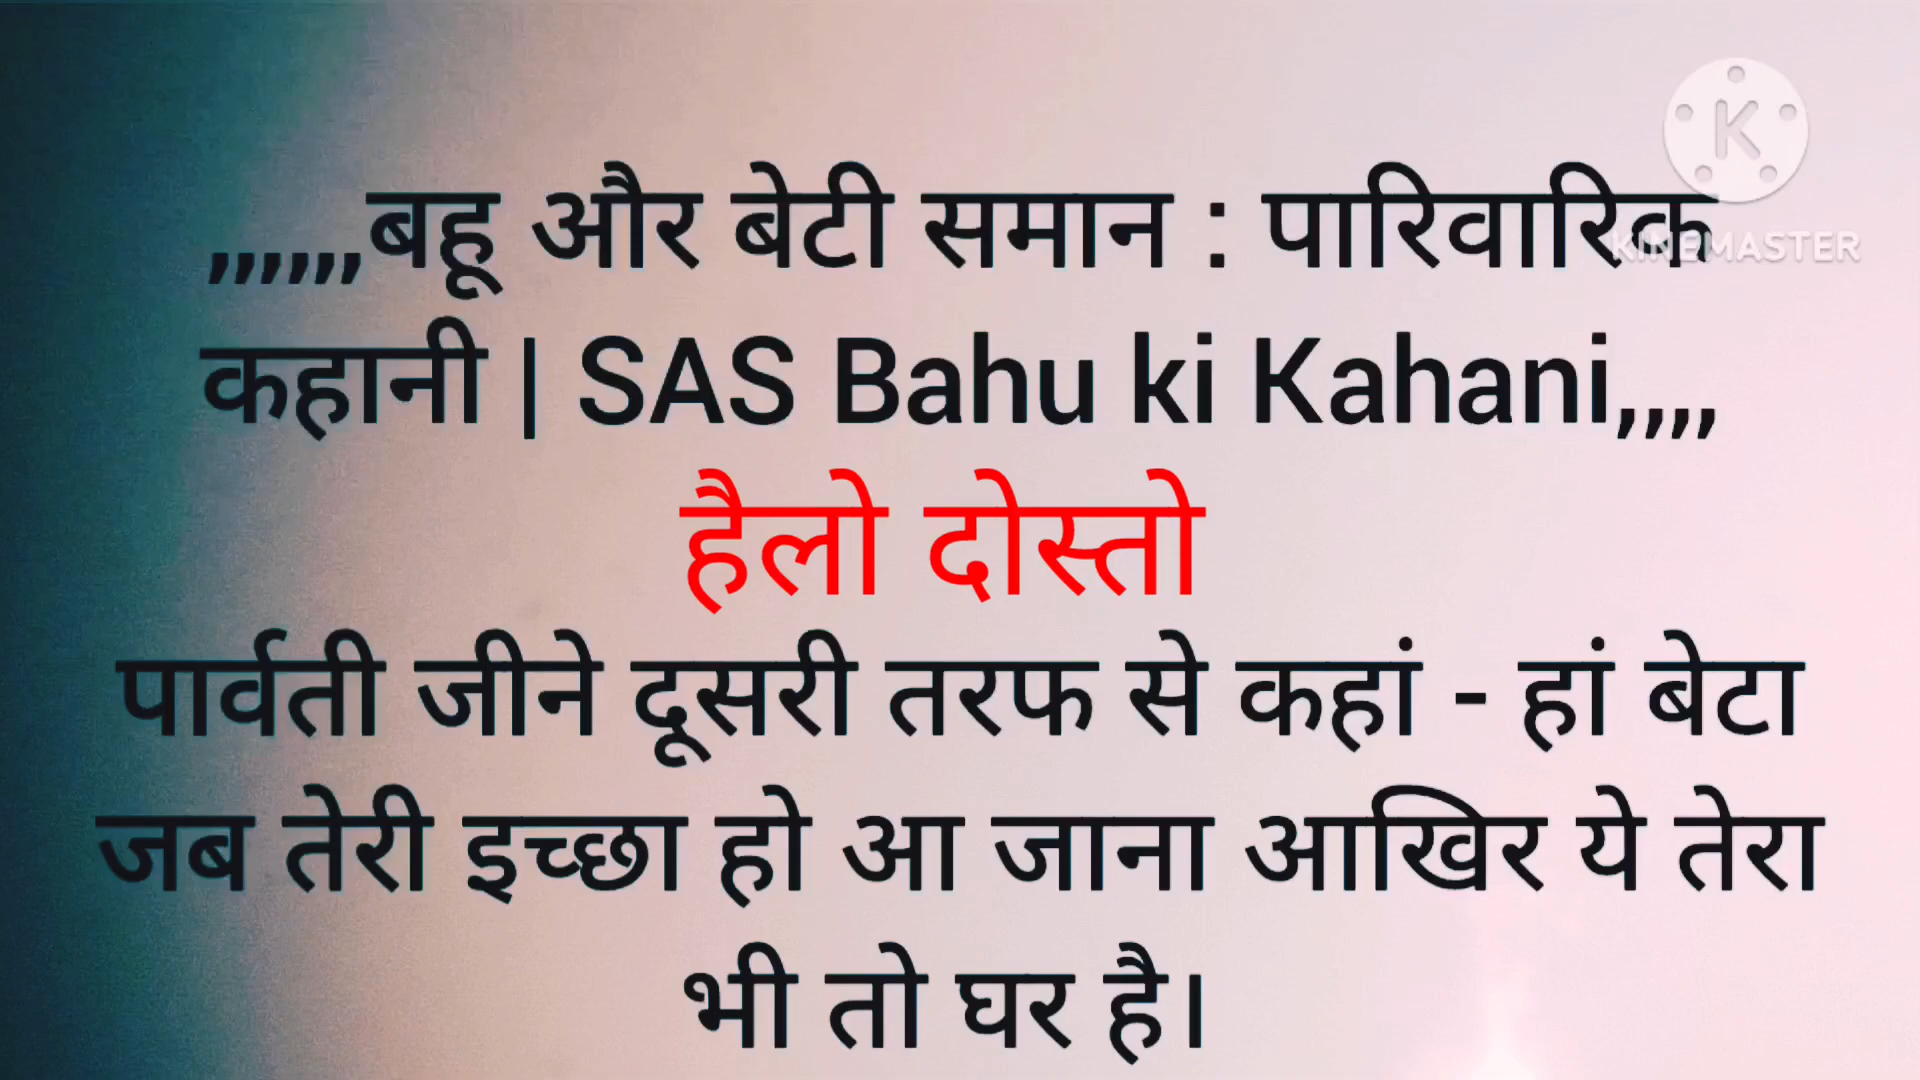 ,,,,,,बहू और बेटी समान : पारिवारिक
कहानी | SAS Bahu ki Kahani,,,,
हैलो दोस्तो
पार्वती जीने दूसरी तरफ से कहां - हां बेटा
जब तेरी इच्छा हो आ जाना आखिर ये तेरा
भी तो घर है।
K
KINEMASTER